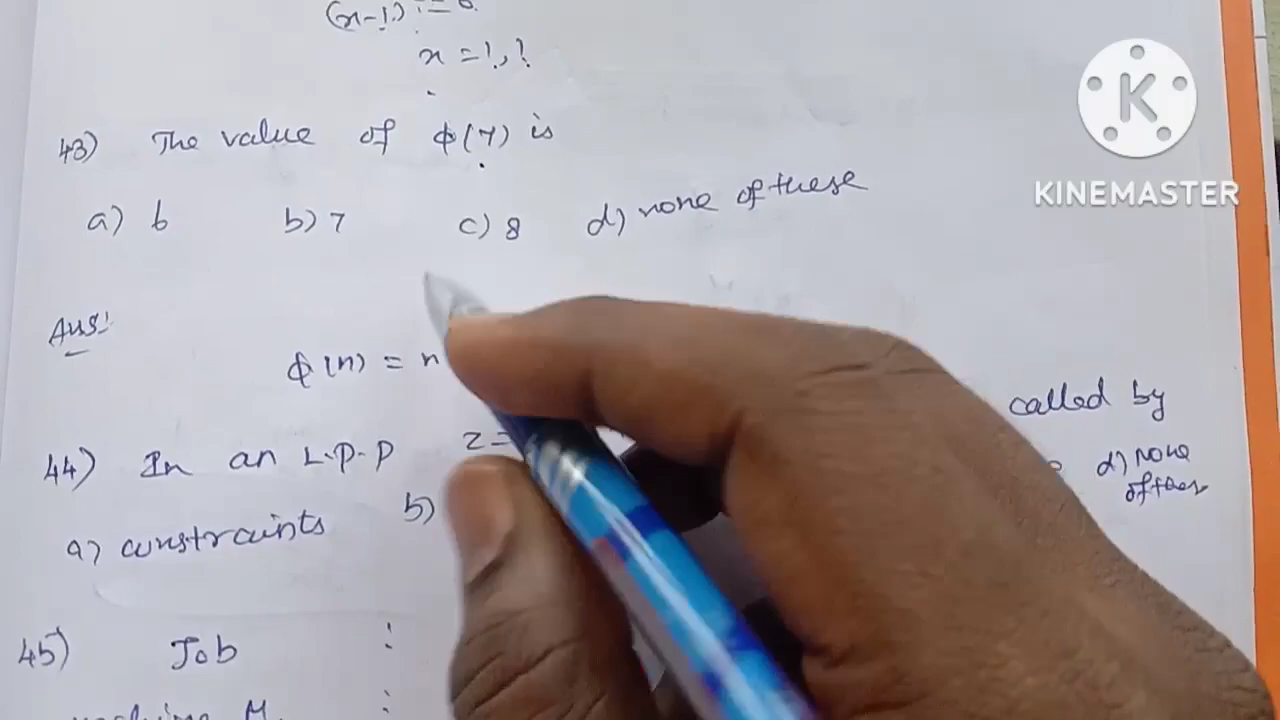 (x-1) := 0
x = 1, 1
43) The value of ϕ(7) is
a) 6 b) 7 c) 8 d) none of these
Ans:
ϕ(n) = n
44) In an L.P.P z= called by
a) constraints b) d) none of these
45) Job :
M. :
K
KINEMASTER